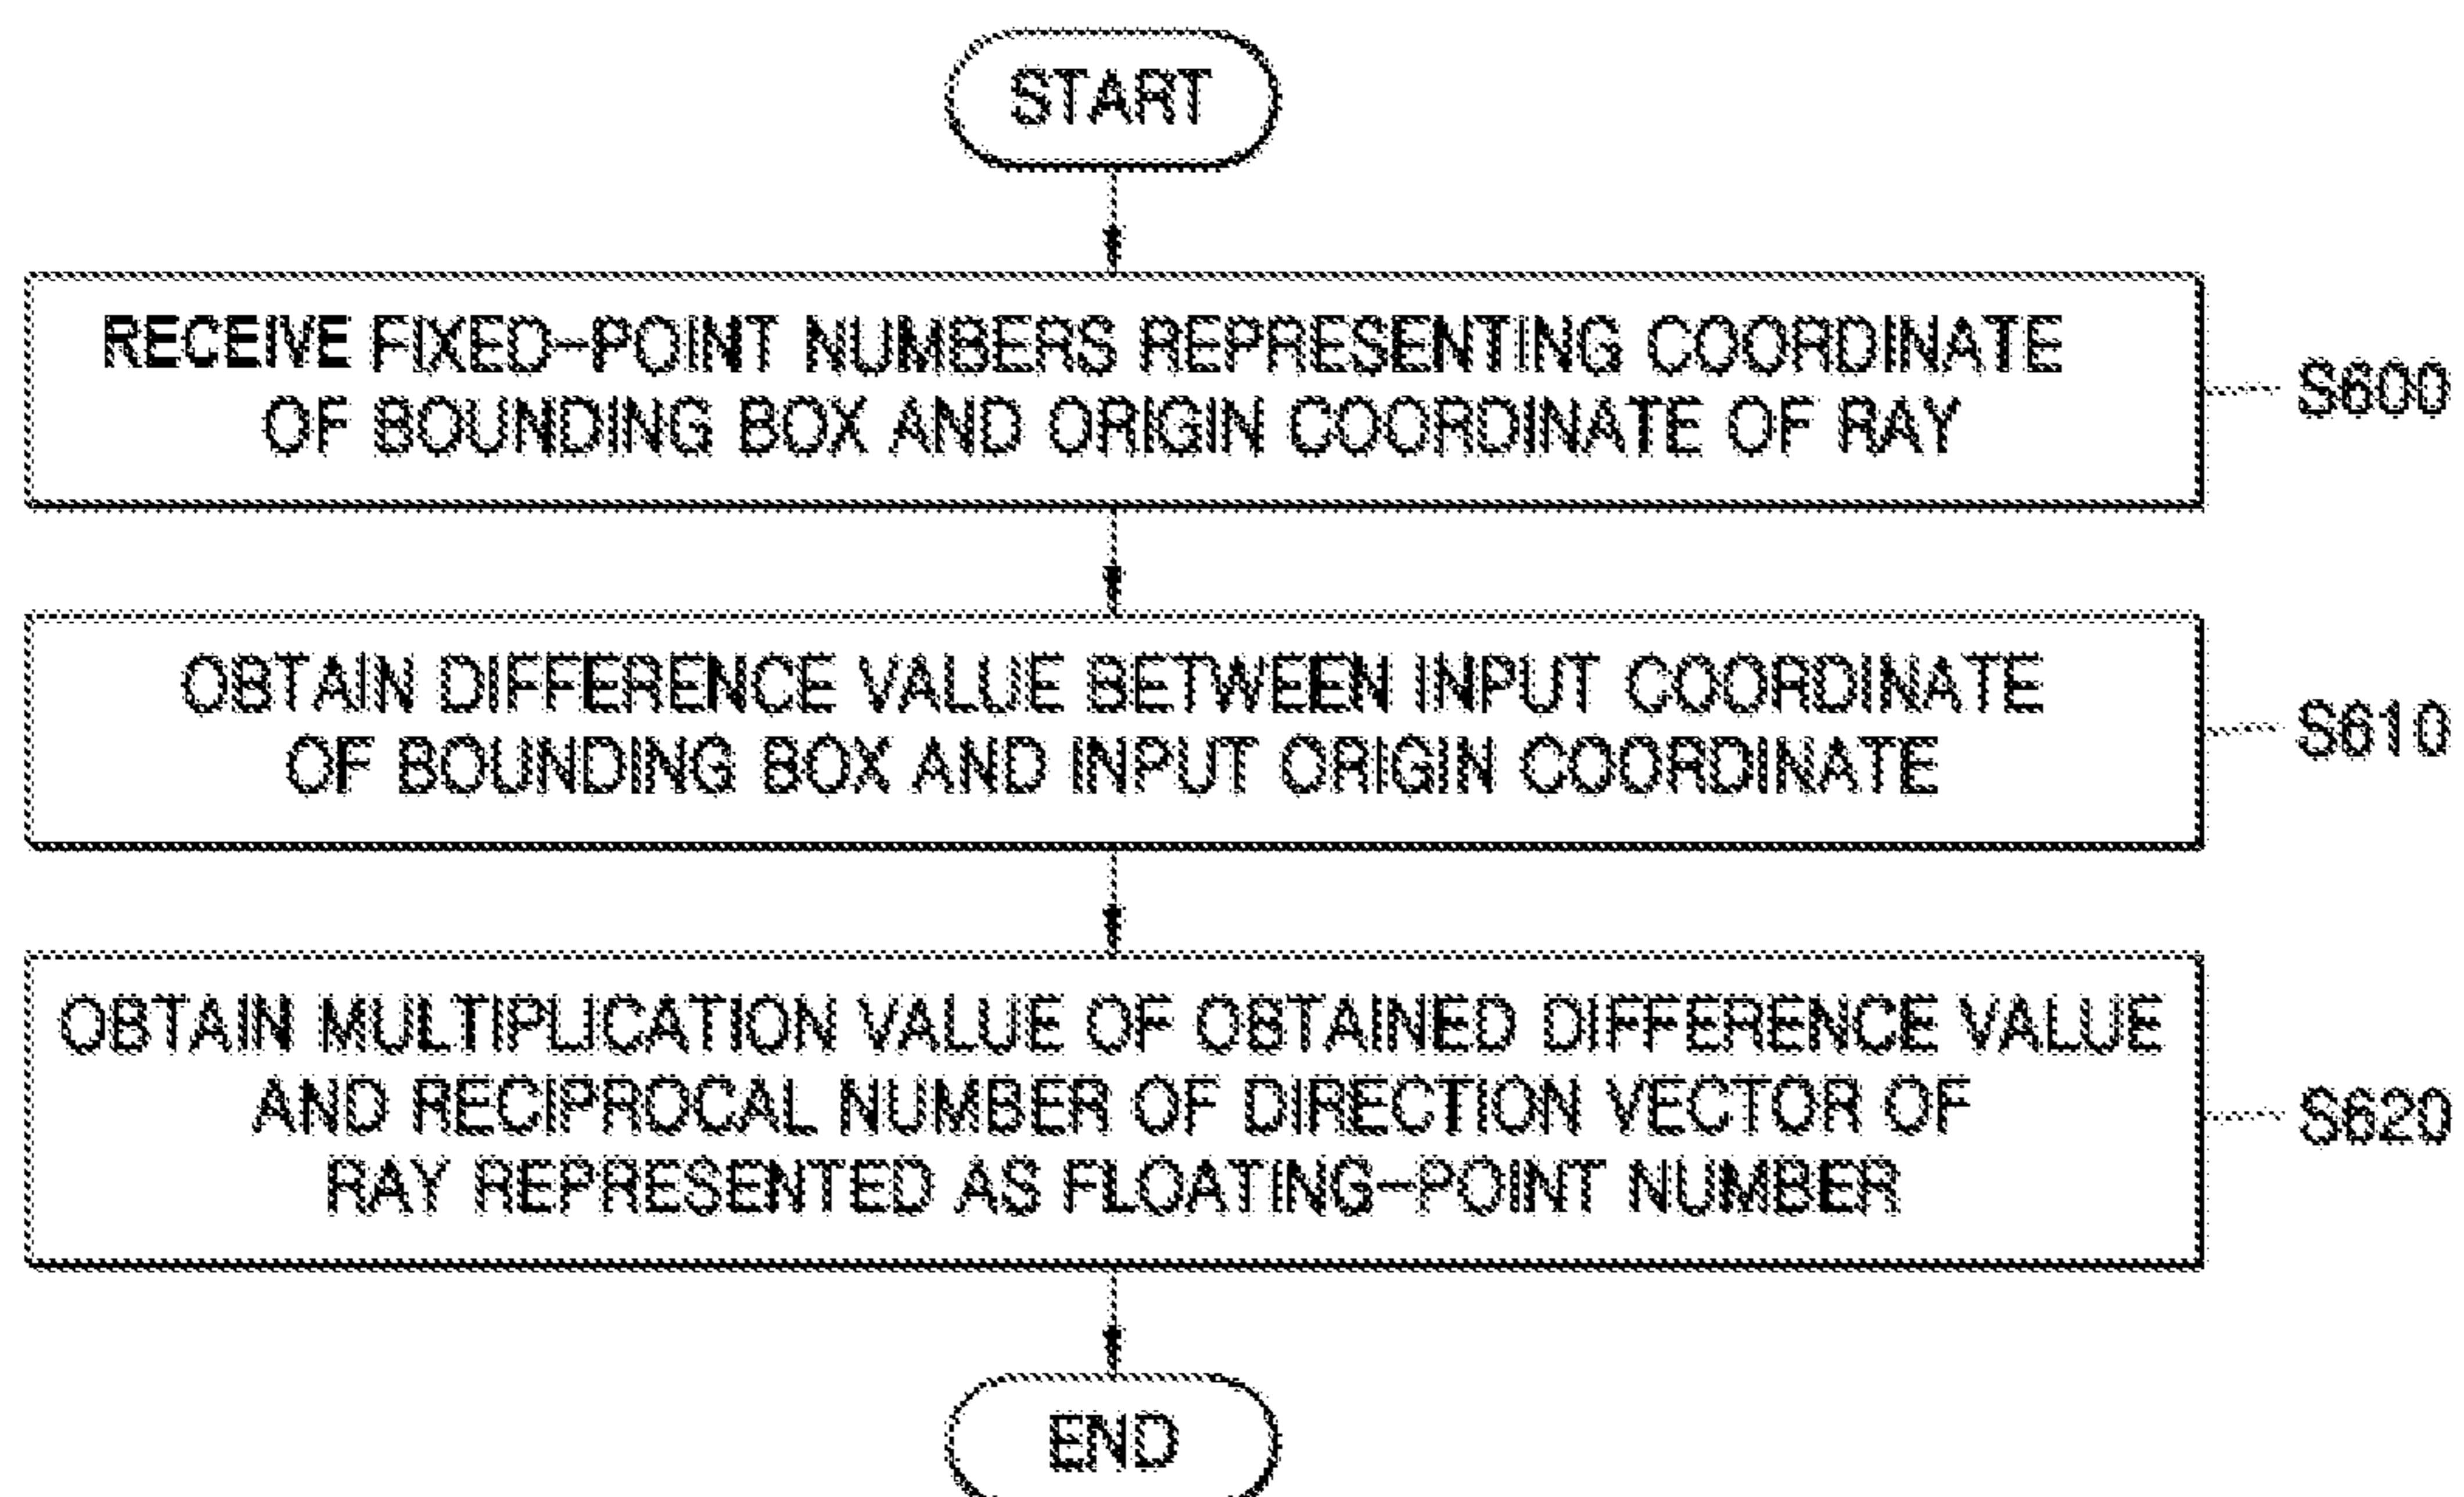 START
RECEIVE FIXED-POINT NUMBERS REPRESENTING COORDINATE
OF BOUNDING BOX AND ORIGIN COORDINATE OF RAY
S600
OBTAIN DIFFERENCE VALUE BETWEEN INPUT COORDINATE
OF BOUNDING BOX AND INPUT ORIGIN COORDINATE
S610
OBTAIN MULTIPLICATION VALUE OF OBTAINED DIFFERENCE VALUE
AND RECIPROCAL NUMBER OF DIRECTION VECTOR OF
RAY REPRESENTED AS FLOATING-POINT NUMBER
S620
END